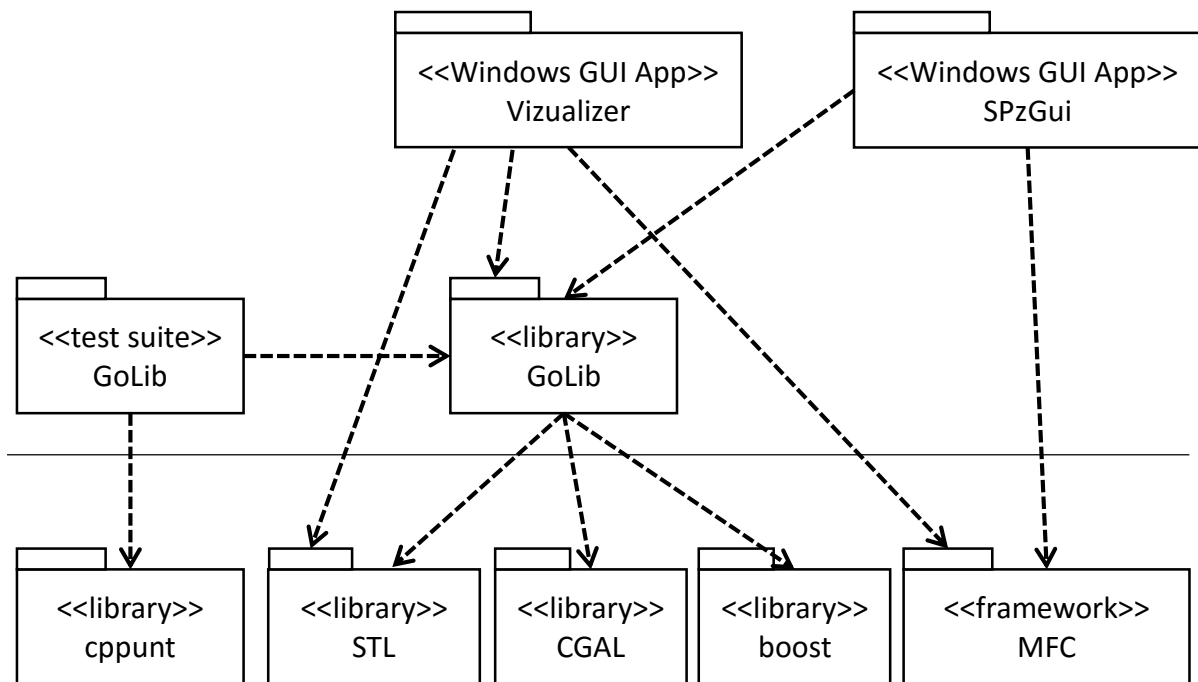 <<Windows GUI App>>
Vizualizer
<<Windows GUI App>>
SPzGui
<<test suite>>
GoLib
<<library>>
GoLib
<<library>>
cppunt
<<library>>
STL
<<library>>
CGAL
<<library>>
boost
<<framework>>
MFC